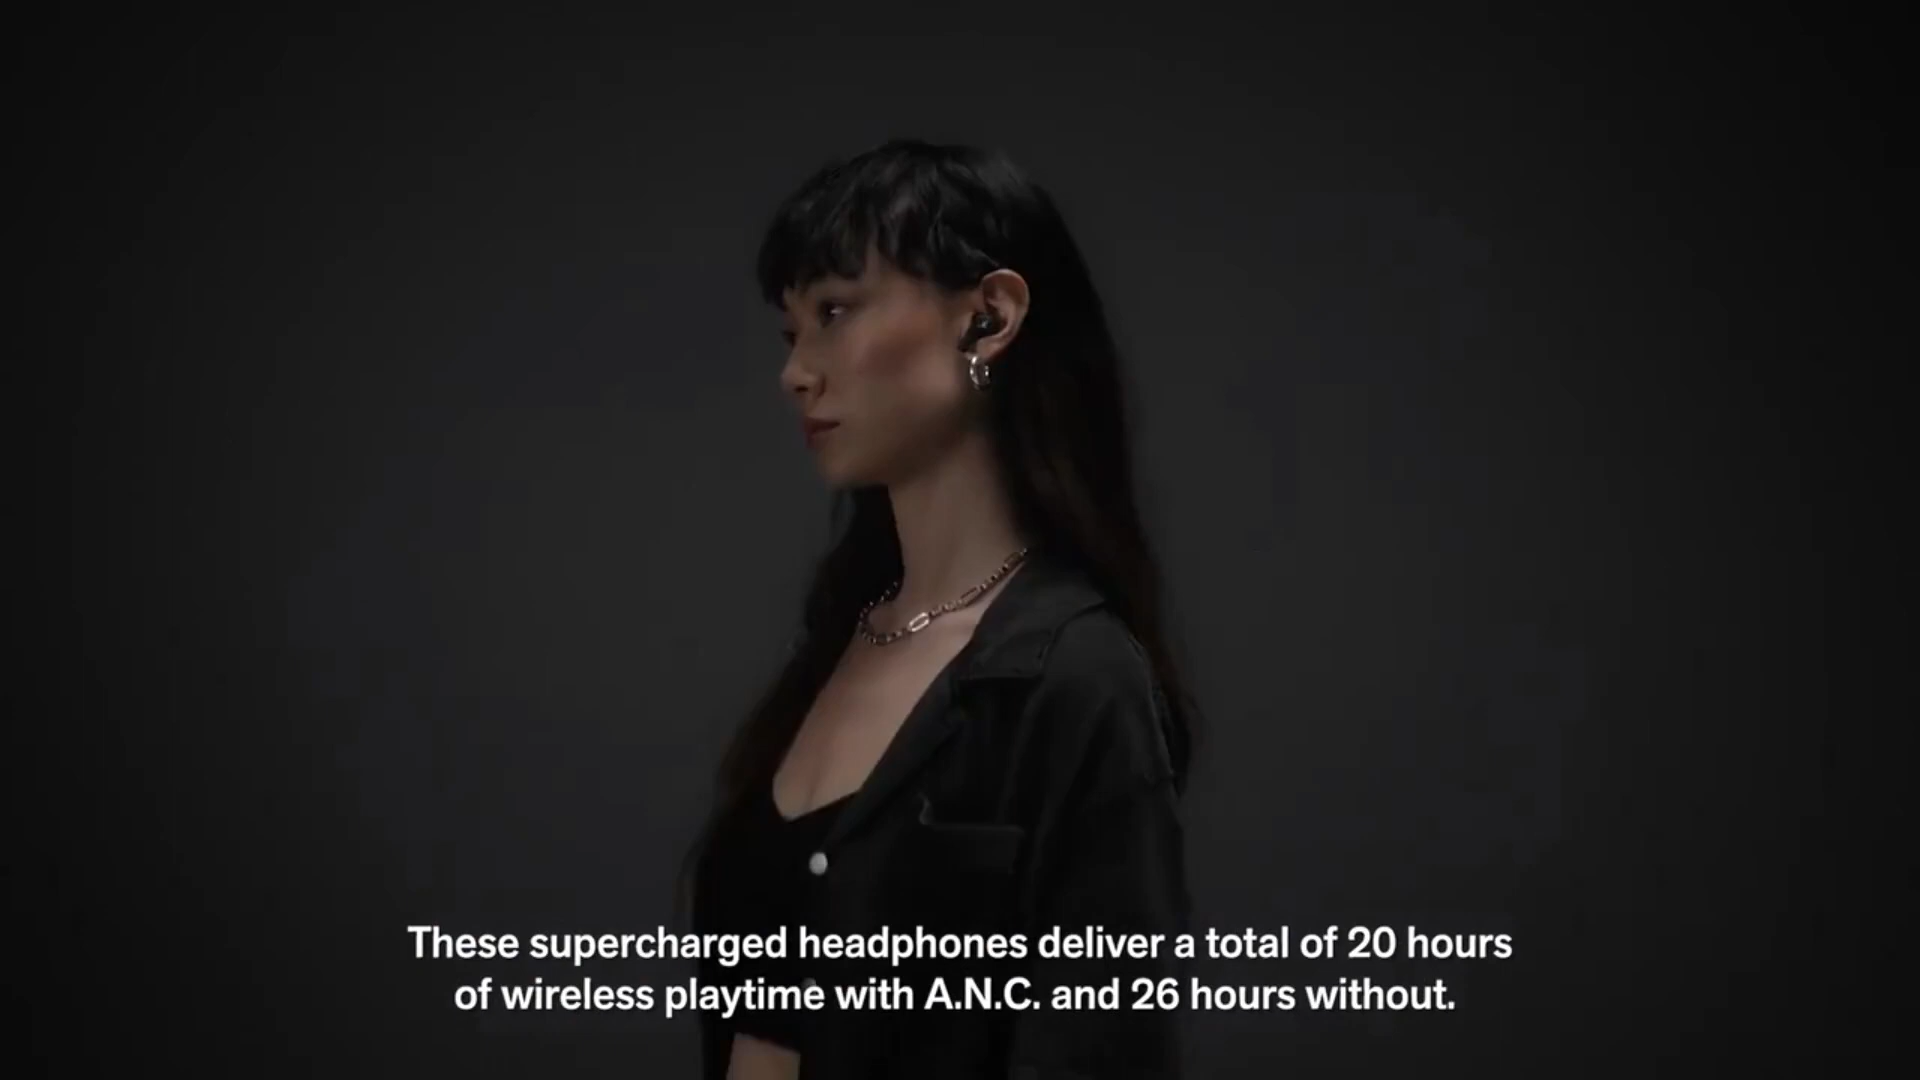 These supercharged headphones deliver a total of 20 hours
of wireless playtime with A.N.C. and 26 hours without.